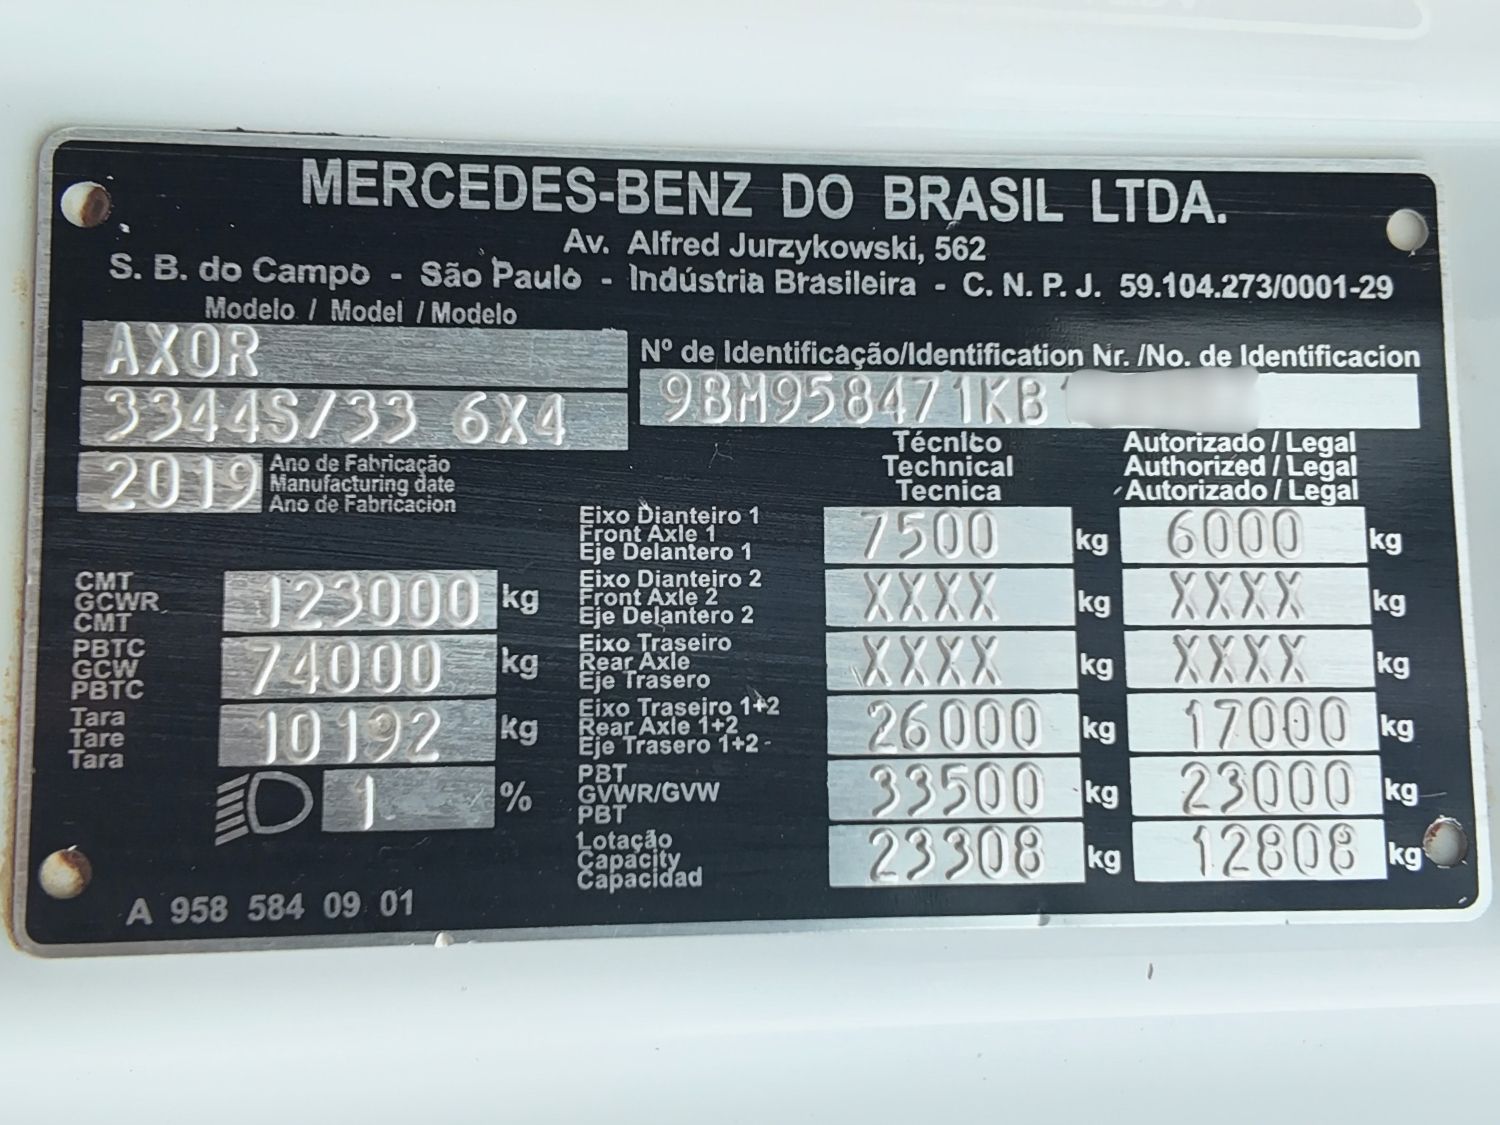 MERCEDES-BENZ DO BRASIL LTDA.
Av. Alfred Jurzykowski, 562
S. B. do Campo - São Paulo - Indústria Brasileira - C. N. P. J. 59.104.273/0001-29
Modelo / Model / Modelo
AXOR
3344S/33 6X4
2019 Ano de Fabricação
Manufacturing date
Ano de Fabricacion
Nº de Identificação/Identification Nr. /No. de Identificacion
9BM958471KB
Técnico Autorizado / Legal
Technical Authorized / Legal
Tecnica Autorizado / Legal
CMT
GCWR
CMT
123000 kg
PBTC
GCW
PBTC
74000 kg
Tara
Tare
Tara
10192 kg
1 %
Eixo Dianteiro 1
Front Axle 1
Eje Delantero 1
7500 kg 6000 kg
Eixo Dianteiro 2
Front Axle 2
Eje Delantero 2
XXXX kg XXXX kg
Eixo Traseiro
Rear Axle
Eje Trasero
XXXX kg XXXX kg
Eixo Traseiro 1+2
Rear Axle 1+2
Eje Trasero 1+2
26000 kg 17000 kg
PBT
GVWR/GVW
PBT
33500 kg 23000 kg
Lotação
Capacity
Capacidad
23308 kg 12808 kg
A 958 584 09 01